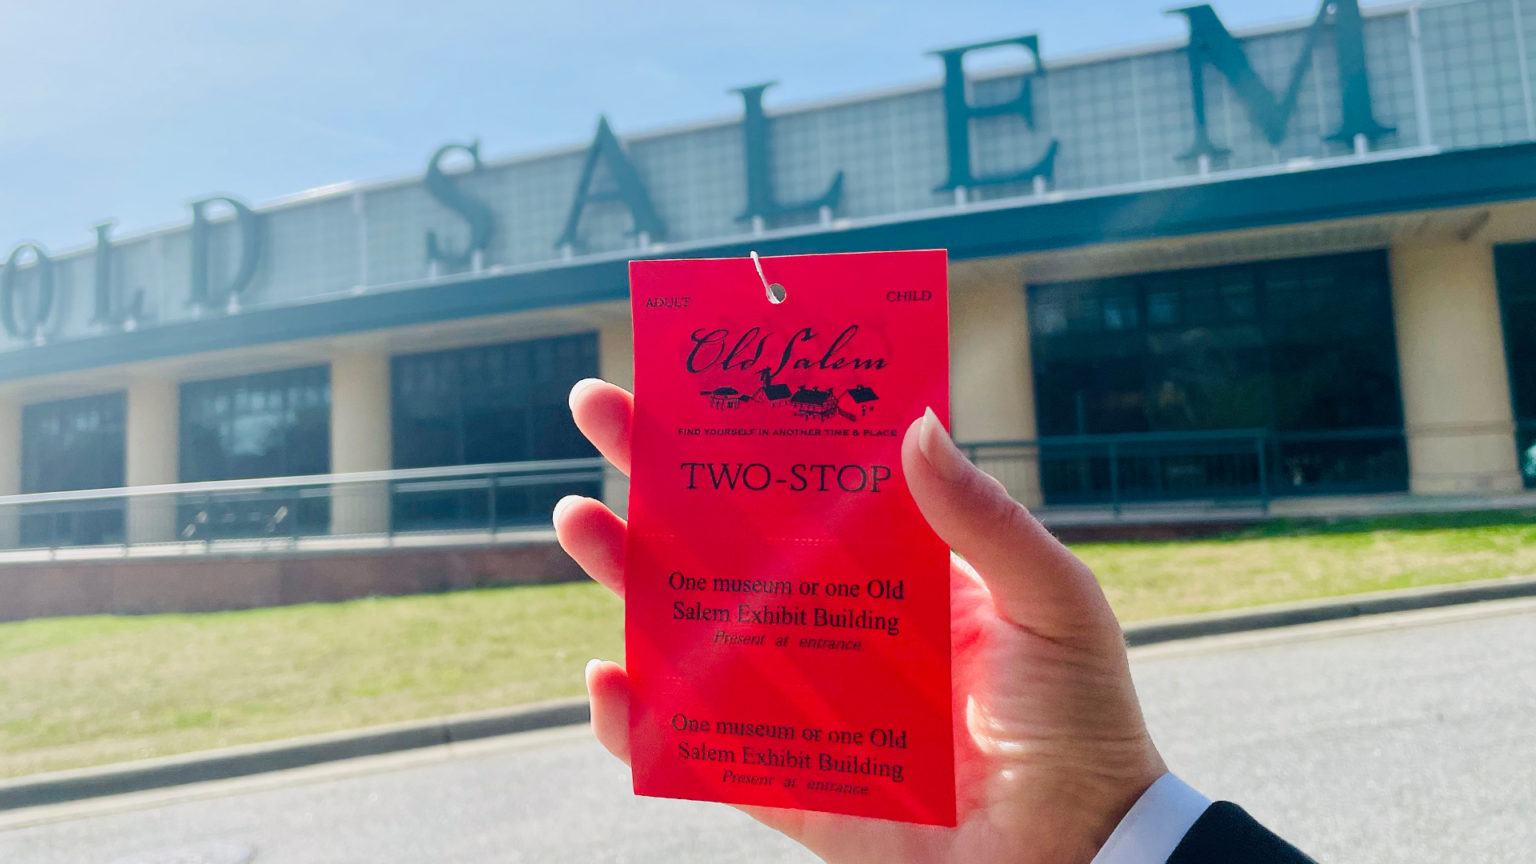 OLD SALEM
ADULT CHILD
Old Salem
FIND YOURSELF IN ANOTHER TIME & PLACE
TWO-STOP
One museum or one Old
Salem Exhibit Building
Present at entrance
One museum or one Old
Salem Exhibit Building
Present at entrance